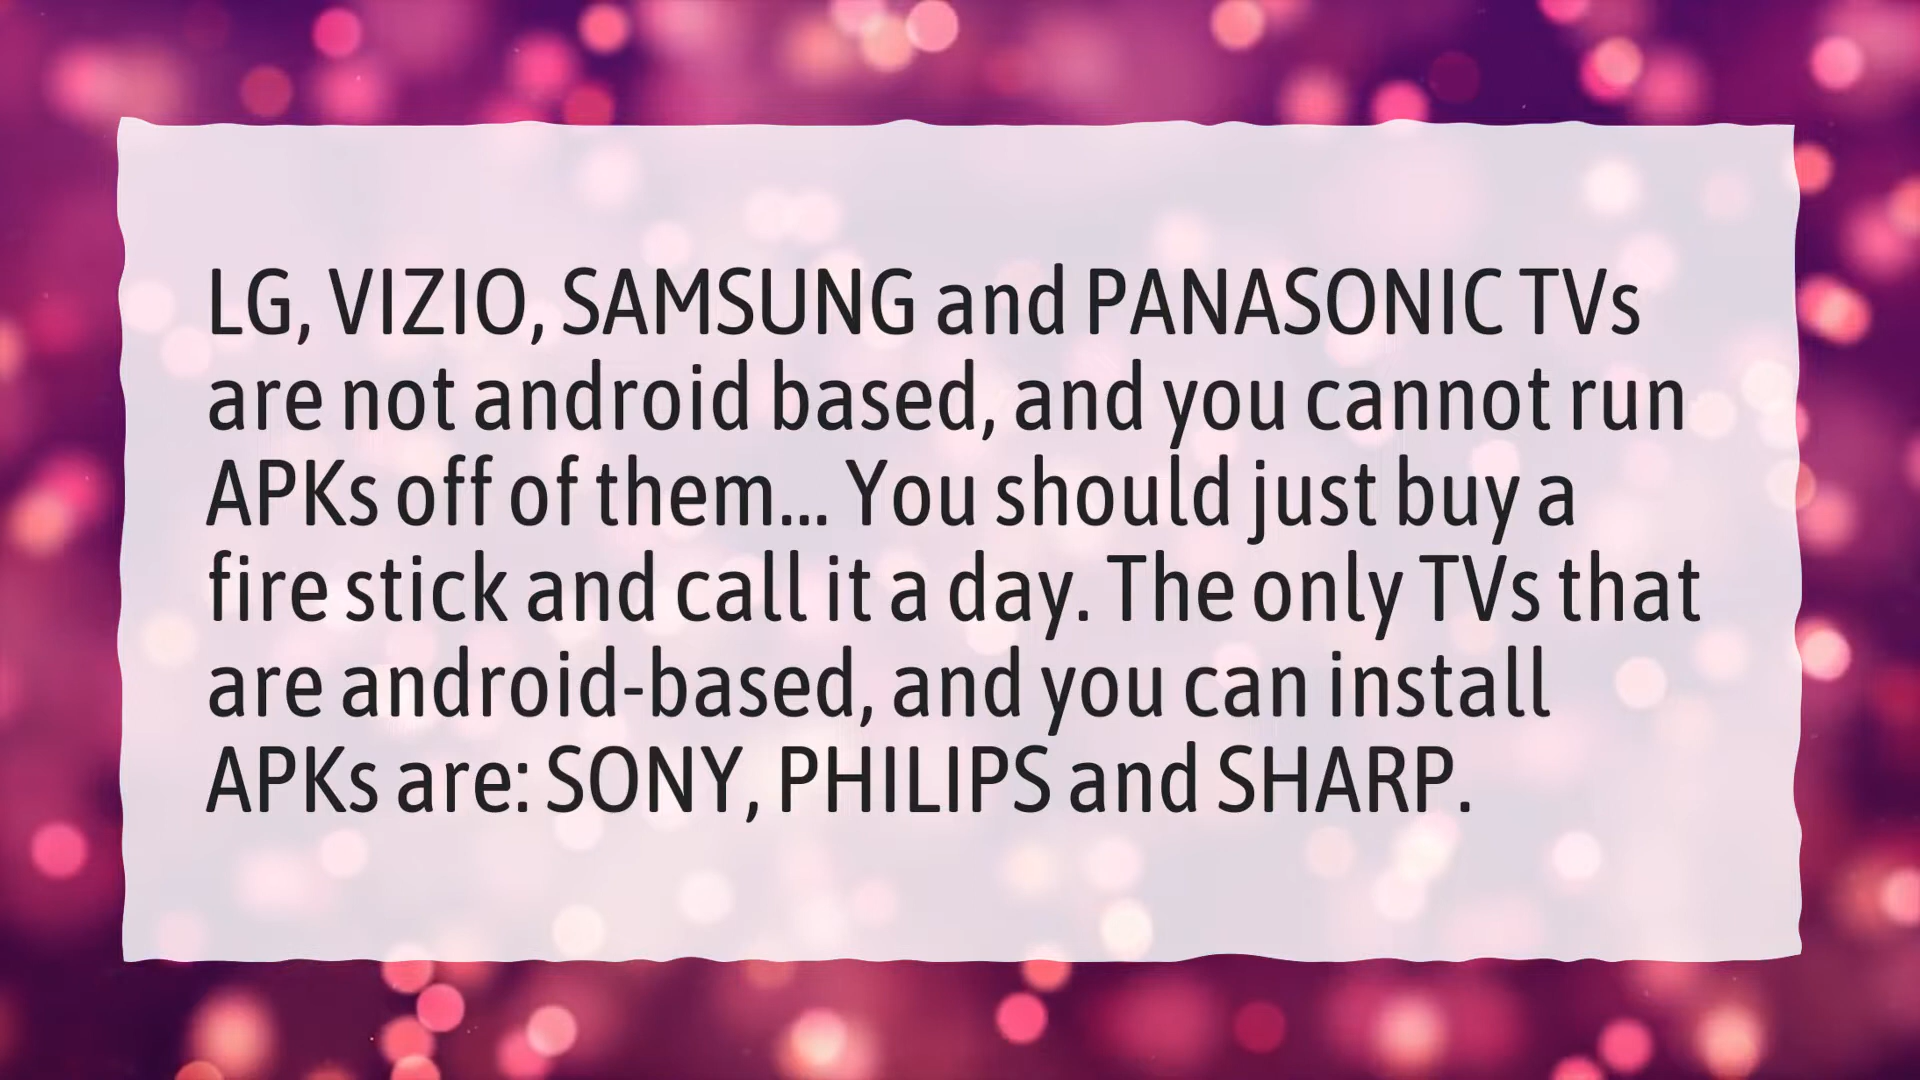 LG, VIZIO, SAMSUNG and PANASONIC TVs
are not android based, and you cannot run
APKs off of them... You should just buy a
fire stick and call it a day. The only TVs that
are android-based, and you can install
APKs are: SONY, PHILIPS and SHARP.